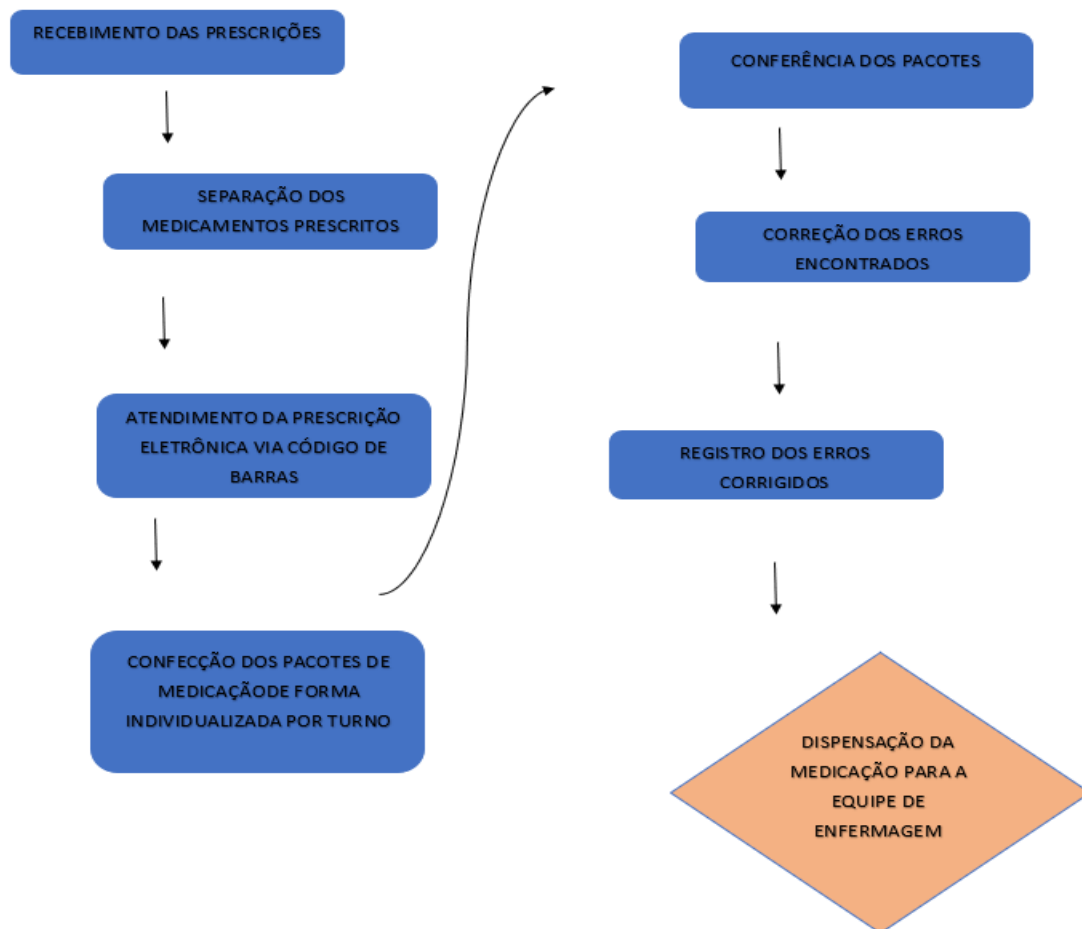 RECEBIMENTO DAS PRESCRIÇÕES
SEPARAÇÃO DOS
MEDICAMENTOS PRESCRITOS
ATENDIMENTO DA PRESCRIÇÃO
ELETRÔNICA VIA CÓDIGO DE
BARRAS
CONFECÇÃO DOS PACOTES DE
MEDICAÇÃODE FORMA
INDIVIDUALIZADA POR TURNO
CONFERÊNCIA DOS PACOTES
CORREÇÃO DOS ERROS
ENCONTRADOS
REGISTRO DOS ERROS
CORRIGIDOS
DISPENSAÇÃO DA
MEDICAÇÃO PARA A
EQUIPE DE
ENFERMAGEM